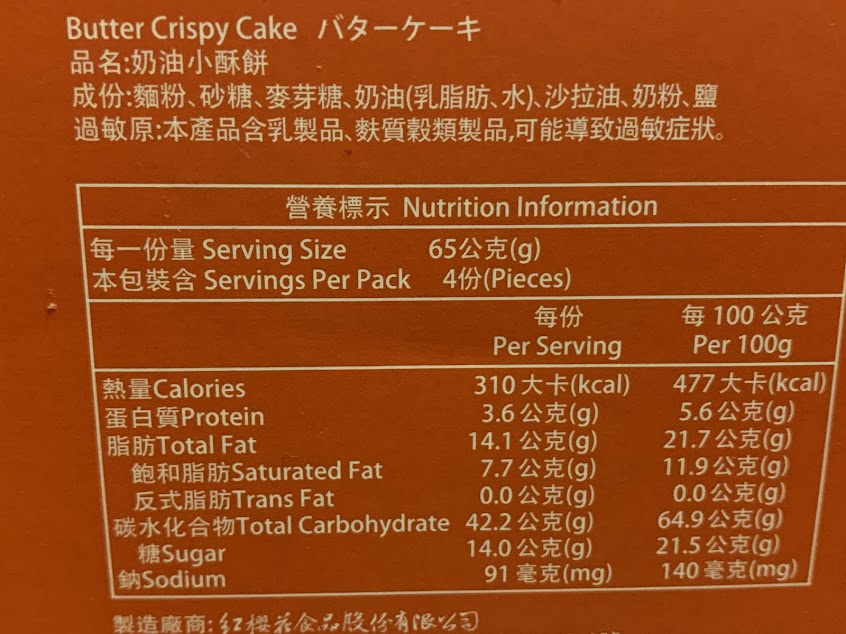 Butter Crispy Cake バターケーキ
品名:奶油小酥餅
成份:麵粉、砂糖、麥芽糖、奶油(乳脂肪、水)、沙拉油、奶粉、鹽
過敏原:本產品含乳製品、麩質穀類製品,可能導致過敏症狀。
營養標示 Nutrition Information
每一份量 Serving Size 65公克(g)
本包裝含 Servings Per Pack 4份(Pieces)
每份 每 100 公克
Per Serving Per 100g
熱量Calories 310 大卡(kcal) 477 大卡(kcal)
蛋白質Protein 3.6 公克(g) 5.6 公克(g)
脂肪Total Fat 14.1 公克(g) 21.7 公克(g)
飽和脂肪Saturated Fat 7.7 公克(g) 11.9 公克(g)
反式脂肪Trans Fat 0.0 公克(g) 0.0 公克(g)
碳水化合物Total Carbohydrate 42.2 公克(g) 64.9 公克(g)
糖Sugar 14.0 公克(g) 21.5 公克(g)
鈉Sodium 91 毫克(mg) 140 毫克(mg)
製造廠商:紅櫻花食品股份有限公司